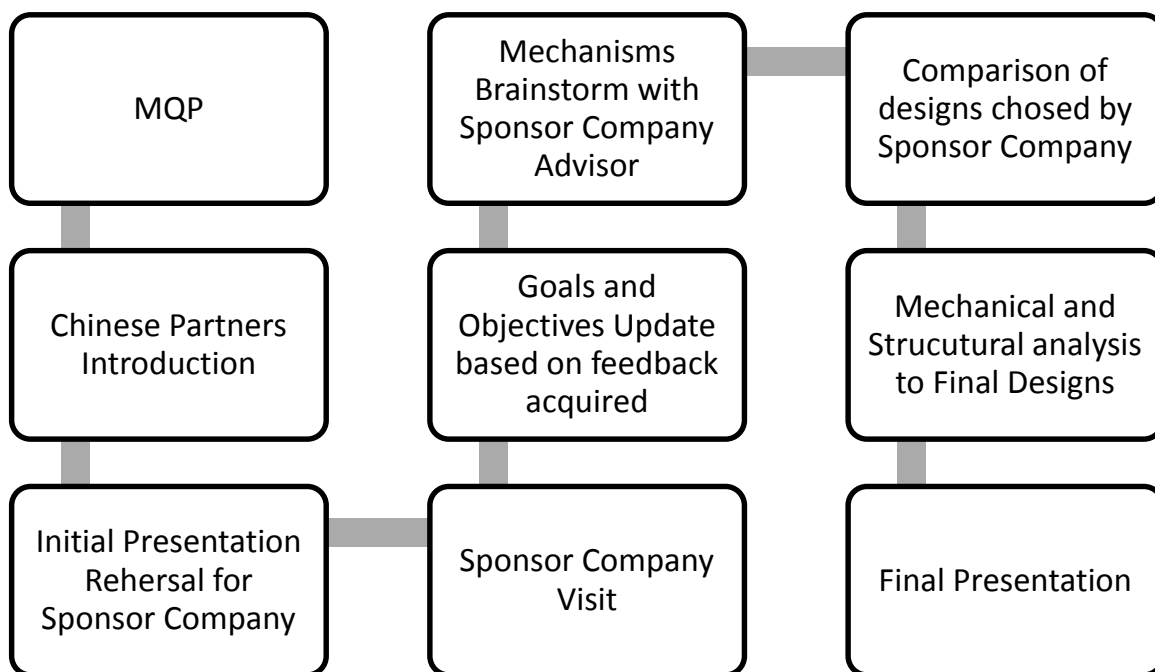 MQP
Chinese Partners
Introduction
Initial Presentation
Rehersal for
Sponsor Company
Sponsor Company
Visit
Goals and
Objectives Update
based on feedback
acquired
Mechanisms
Brainstorm with
Sponsor Company
Advisor
Comparison of
designs chosed by
Sponsor Company
Mechanical and
Strucutural analysis
to Final Designs
Final Presentation